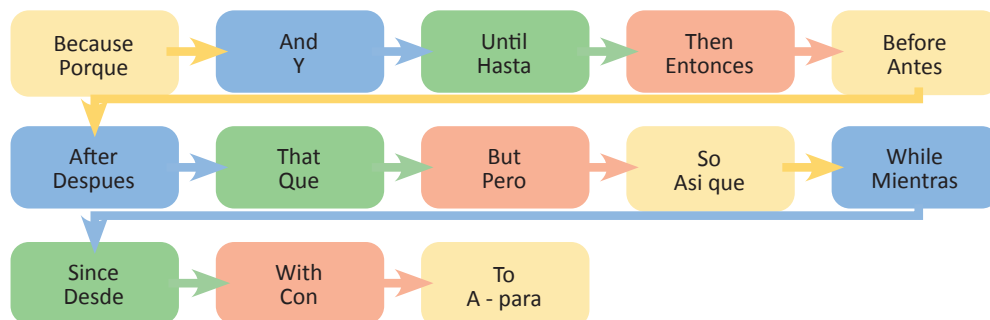 Because
Porque
And
Y
Until
Hasta
Then
Entonces
Before
Antes
After
Despues
That
Que
But
Pero
So
Asi que
While
Mientras
Since
Desde
With
Con
To
A - para